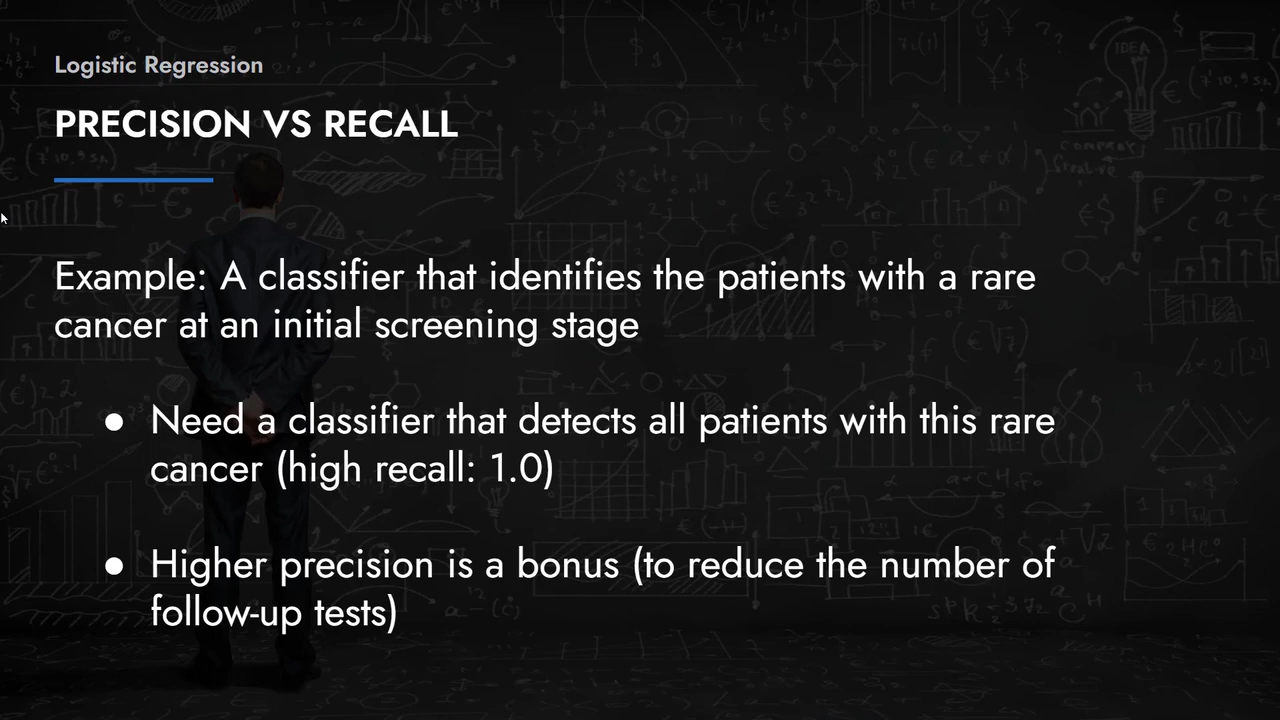 Logistic Regression
PRECISION VS RECALL
Example: A classifier that identifies the patients with a rare
cancer at an initial screening stage
● Need a classifier that detects all patients with this rare
cancer (high recall: 1.0)
● Higher precision is a bonus (to reduce the number of
follow-up tests)
IDEA